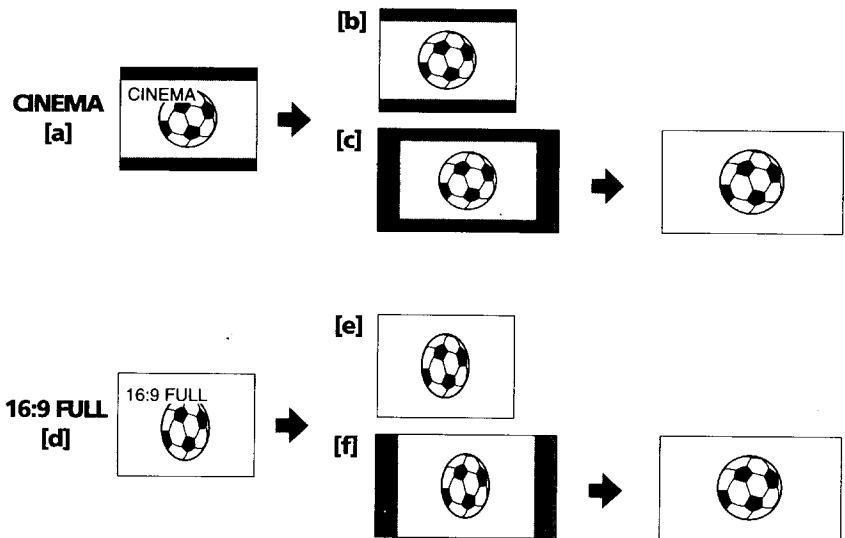 [b]
CINEMA
CINEMA
[a]
[c]
[e]
16:9 FULL
16:9 FULL
[d]
[f]